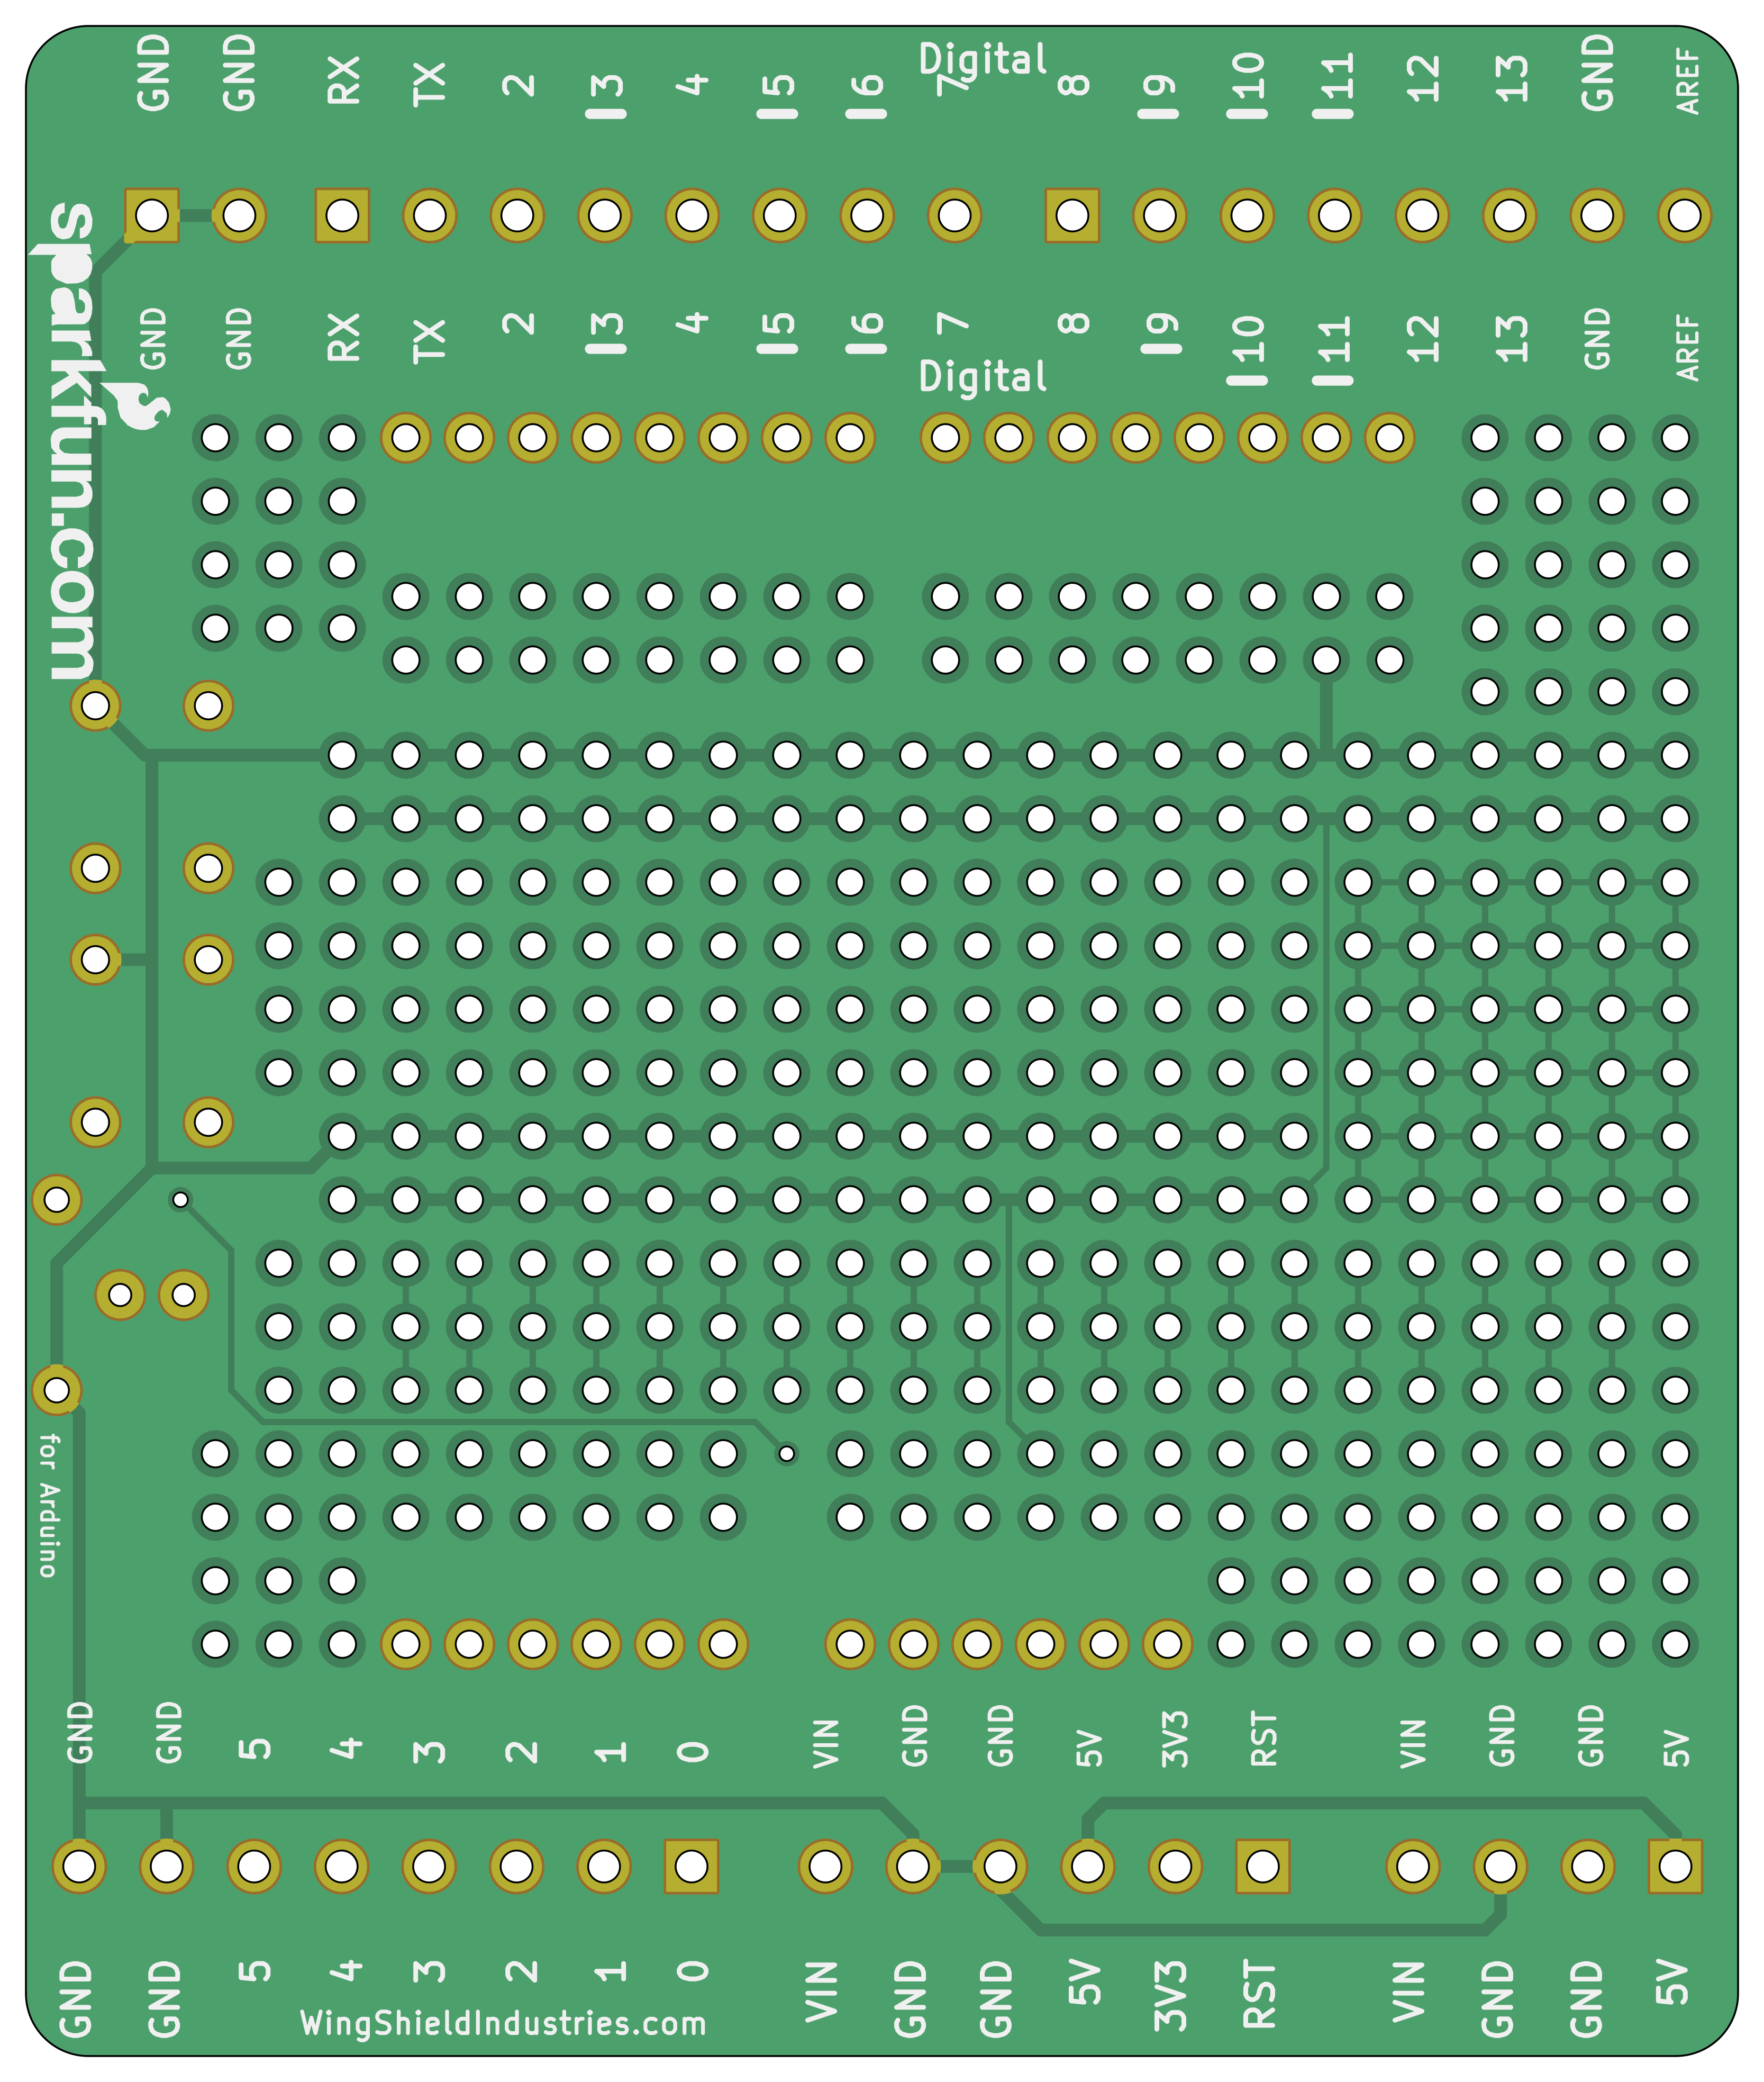 GND GND RX TX 2 3 4 5 6 7 8 9 10 11 12 13 GND AREF
Digital
GND GND RX TX 2 3 4 5 6 7 8 9 10 11 12 13 GND AREF
Digital
sparkfun.com
for Arduino
GND GND 5 4 3 2 1 0 VIN GND GND 5V 3V3 RST VIN GND GND 5V
GND GND 5 4 3 2 1 0 VIN GND GND 5V 3V3 RST VIN GND GND 5V
WingShieldIndustries.com